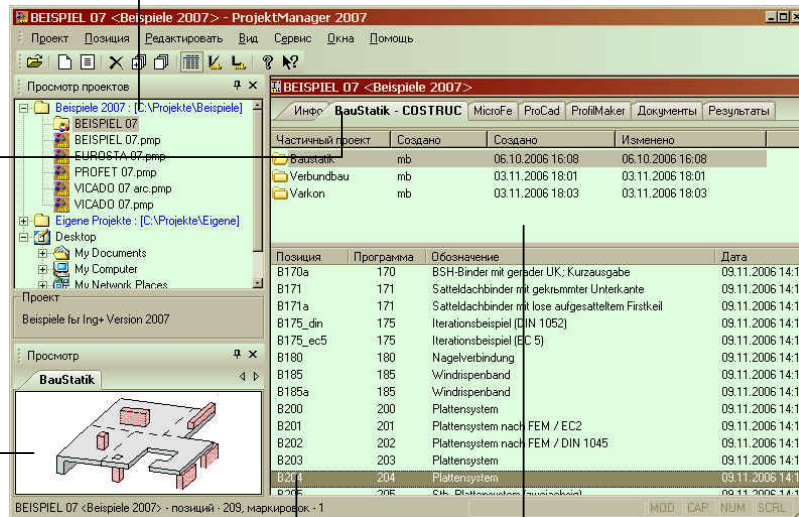 BEISPIEL 07 <Beispiele 2007> - ProjektManager 2007
Проект Позиция Редактировать Вид Сервис Окна Помощь
Просмотр проектов
Beispiele 2007 : [C:\Projekte\Beispiele]
BEISPIEL 07
BEISPIEL 07.pmp
EUROSTA 07.pmp
PROFET 07.pmp
VICADO 07 arc.pmp
VICADO 07.pmp
Eigene Projekte : [C:\Projekte\Eigene]
Desktop
My Documents
My Computer
My Network Places
Проект
Beispiele fьr Ing+ Version 2007
Просмотр
BauStatik
BEISPIEL 07 <Beispiele 2007>
Инфо BauStatik - COSTRUC MicroFe ProCad ProfilMaker Документы Результаты
Частичный проект Создано Создано Изменено
Baustatik mb 06.10.2006 16:08 06.10.2006 16:08
Verbundbau mb 03.11.2006 18:01 03.11.2006 18:01
Varkon mb 03.11.2006 18:03 03.11.2006 18:03
Позиция Программа Обозначение Дата
B170a 170 BSH-Binder mit gerader UK; Kurzausgabe 09.11.2006 14:1
B171 171 Satteldachbinder mit gekrьmmter Unterkante 09.11.2006 14:1
B171a 171 Satteldachbinder mit lose aufgesatteltem Firstkeil 09.11.2006 14:1
B175_din 175 Iterationsbeispiel (DIN 1052) 09.11.2006 14:1
B175_ec5 175 Iterationsbeispiel (EC 5) 09.11.2006 14:1
B180 180 Nagelverbindung 09.11.2006 14:1
B185 185 Windrispenband 09.11.2006 14:1
B185a 185 Windrispenband 09.11.2006 14:1
B200 200 Plattensystem 09.11.2006 14:1
B201 201 Plattensystem nach FEM / EC2 09.11.2006 14:1
B202 202 Plattensystem nach FEM / DIN 1045 09.11.2006 14:1
B203 203 Plattensystem 09.11.2006 14:1
B204 204 Plattensystem 09.11.2006 14:1
B205 205 Stb.-Plattensystem (zweiachsig) 09.11.2006 14:1
BEISPIEL 07 <Beispiele 2007> - позиций - 209, маркировок - 1 MOD CAP NUM SCRL